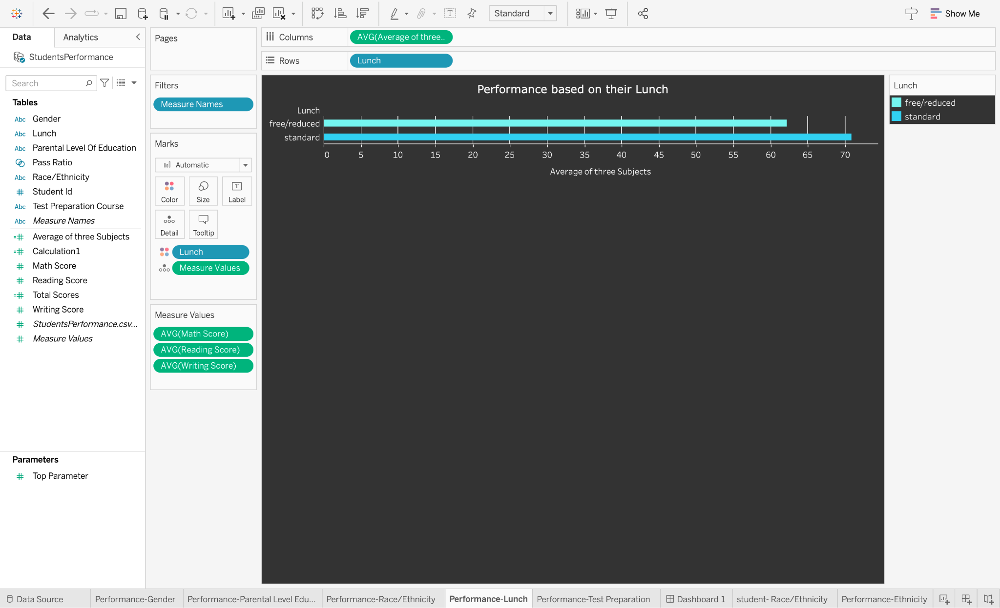 Standard
Show Me
Data
Analytics
StudentsPerformance
Search
Tables
Abc Gender
Abc Lunch
Abc Parental Level Of Education
Pass Ratio
Abc Race/Ethnicity
# Student Id
Abc Test Preparation Course
Abc Measure Names
=# Average of three Subjects
=# Calculation1
# Math Score
# Reading Score
=# Total Scores
# Writing Score
# StudentsPerformance.csv...
# Measure Values
Parameters
# Top Parameter
Pages
Filters
Measure Names
Marks
Automatic
Color
Size
T
Label
Detail
Tooltip
Lunch
Measure Values
Measure Values
AVG(Math Score)
AVG(Reading Score)
AVG(Writing Score)
Columns
AVG(Average of three..
Rows
Lunch
Performance based on their Lunch
Lunch
free/reduced
standard
0 5 10 15 20 25 30 35 40 45 50 55 60 65 70
Average of three Subjects
Lunch
free/reduced
standard
Data Source
Performance-Gender
Performance-Parental Level Edu...
Performance-Race/Ethnicity
Performance-Lunch
Performance-Test Preparation
Dashboard 1
student- Race/Ethnicity
Performance-Ethnicity